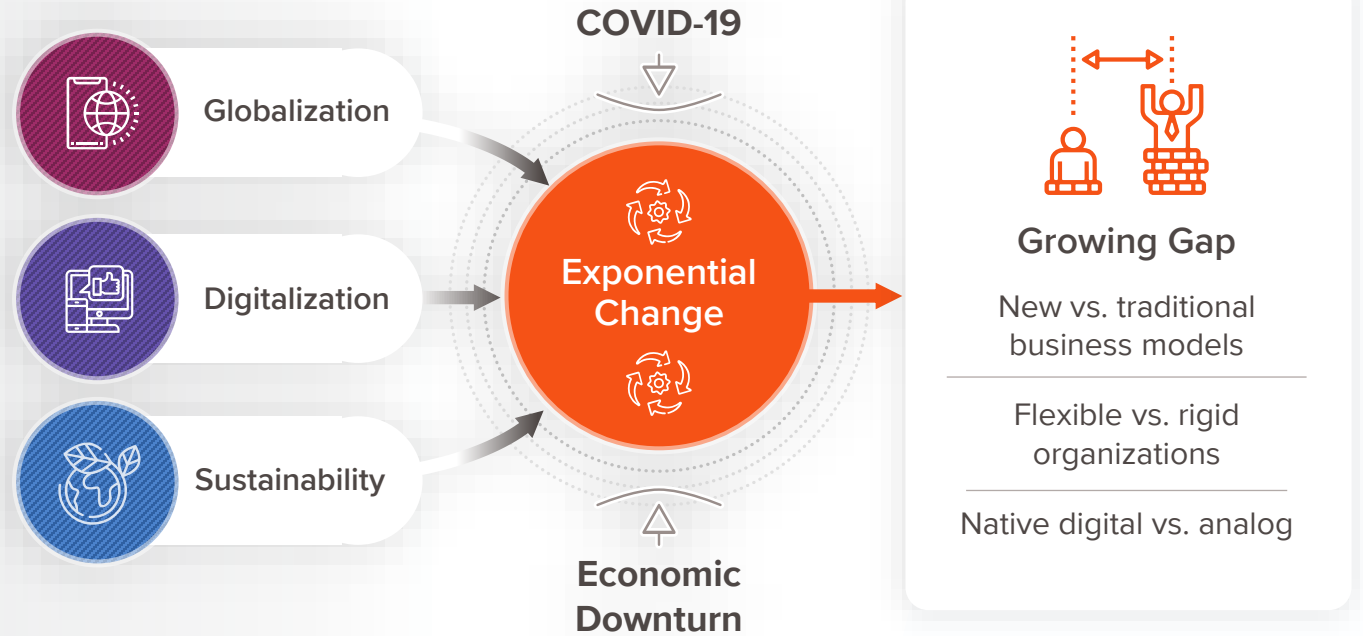 COVID-19
Globalization
Digitalization
Sustainability
Exponential
Change
Economic
Downturn
Growing Gap
New vs. traditional
business models
Flexible vs. rigid
organizations
Native digital vs. analog